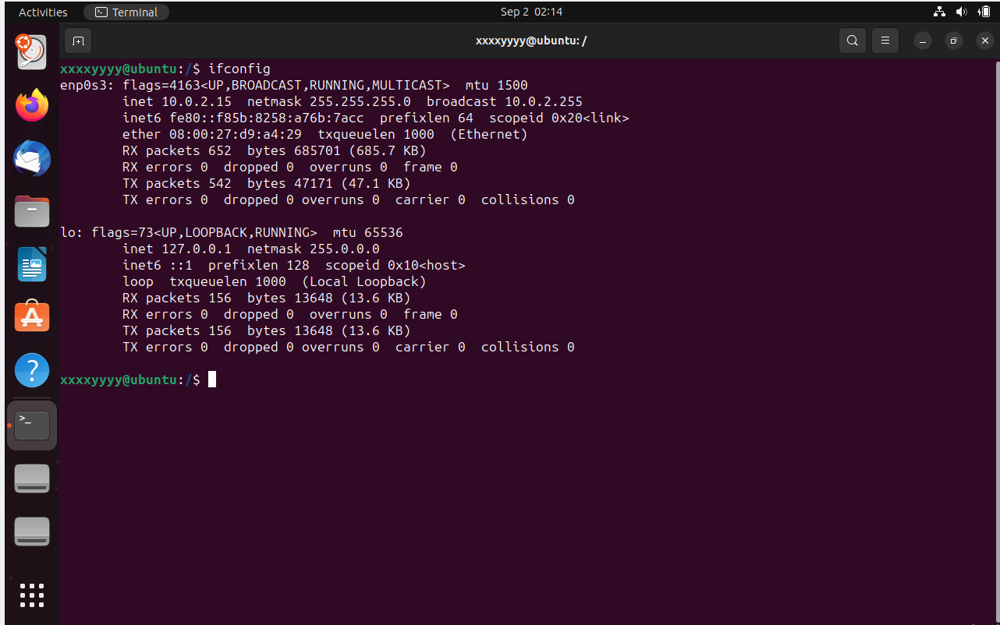 Activities
Terminal
Sep 2 02:14
xxxxyyyy@ubuntu: /
xxxxyyyy@ubuntu:/$ ifconfig
enp0s3: flags=4163<UP,BROADCAST,RUNNING,MULTICAST>  mtu 1500
        inet 10.0.2.15  netmask 255.255.255.0  broadcast 10.0.2.255
        inet6 fe80::f85b:8258:a76b:7acc  prefixlen 64  scopeid 0x20<link>
        ether 08:00:27:d9:a4:29  txqueuelen 1000  (Ethernet)
        RX packets 652  bytes 685701 (685.7 KB)
        RX errors 0  dropped 0  overruns 0  frame 0
        TX packets 542  bytes 47171 (47.1 KB)
        TX errors 0  dropped 0 overruns 0  carrier 0  collisions 0
lo: flags=73<UP,LOOPBACK,RUNNING>  mtu 65536
        inet 127.0.0.1  netmask 255.0.0.0
        inet6 ::1  prefixlen 128  scopeid 0x10<host>
        loop  txqueuelen 1000  (Local Loopback)
        RX packets 156  bytes 13648 (13.6 KB)
        RX errors 0  dropped 0  overruns 0  frame 0
        TX packets 156  bytes 13648 (13.6 KB)
        TX errors 0  dropped 0 overruns 0  carrier 0  collisions 0
xxxxyyyy@ubuntu:/$